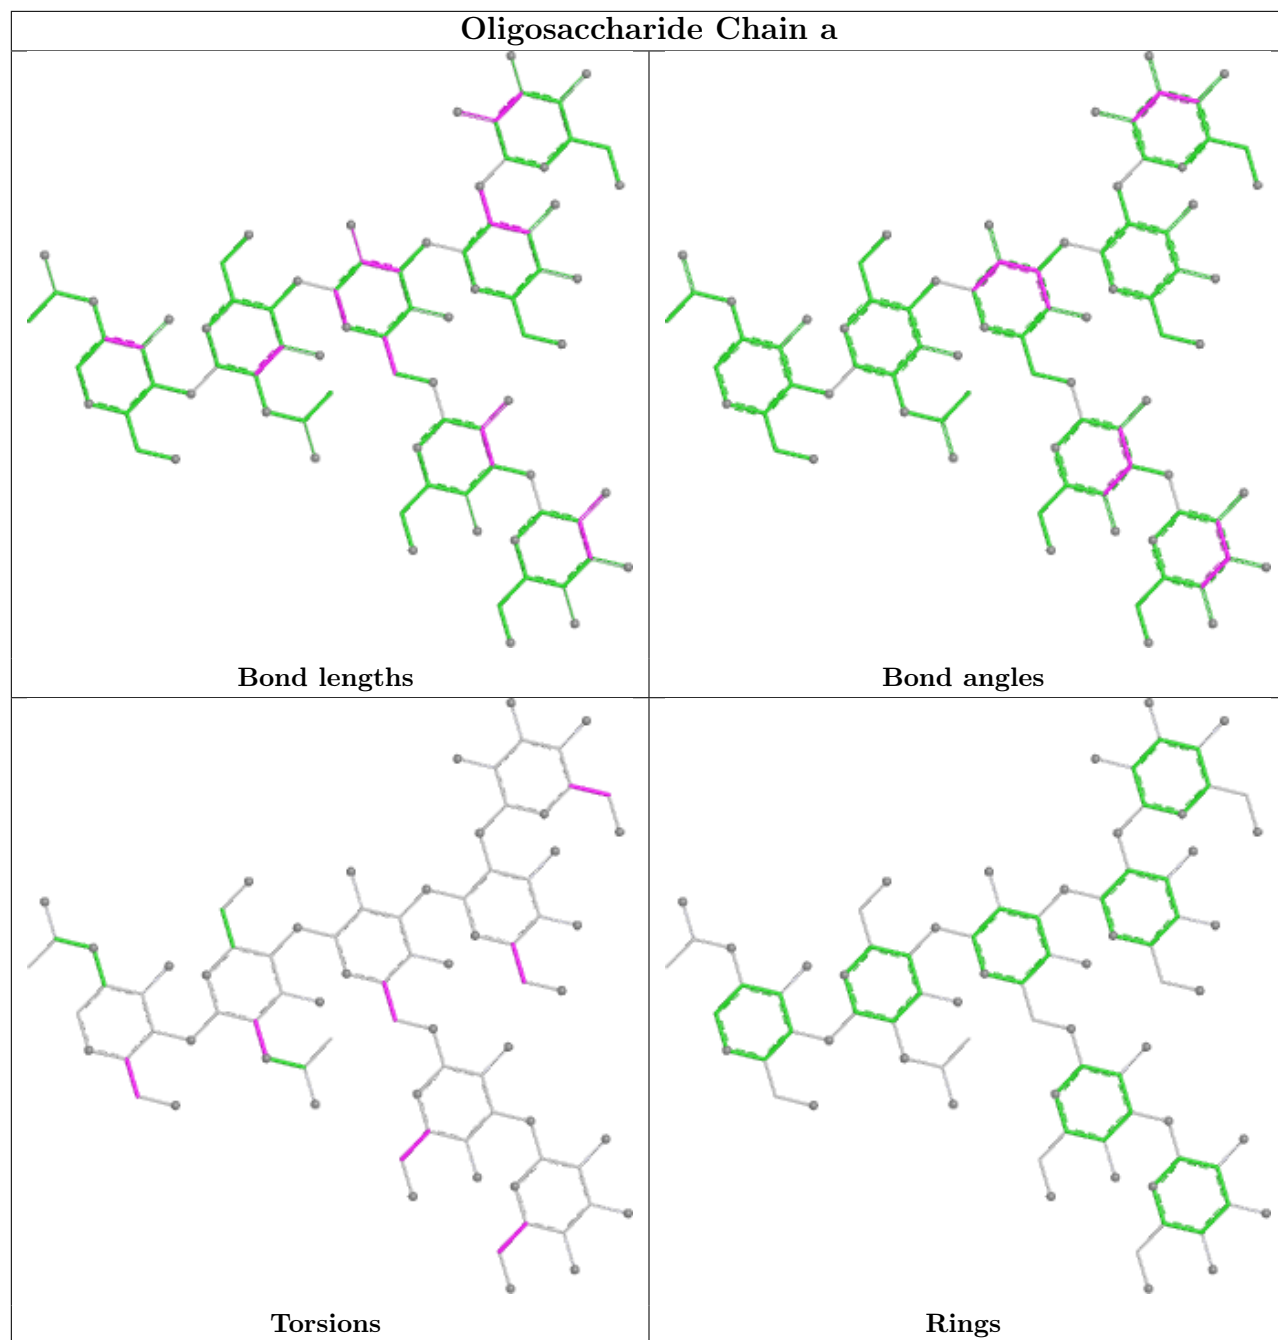 Oligosaccharide Chain a
Bond lengths
Bond angles
Torsions
Rings